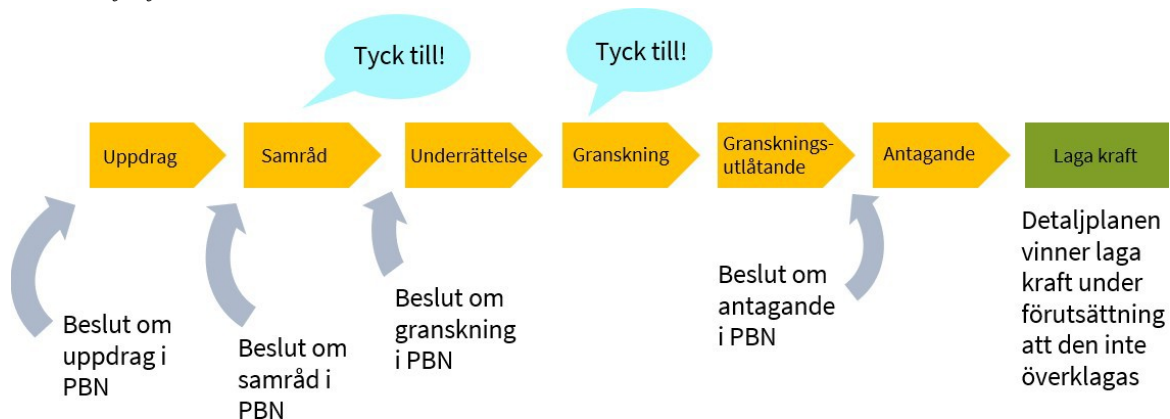 Tyck till!
Tyck till!
Uppdrag
Samråd
Underrättelse
Granskning
Gransknings-
utlåtande
Antagande
Laga kraft
Beslut om
uppdrag i
PBN
Beslut om
samråd i
PBN
Beslut om
granskning
i PBN
Beslut om
antagande
i PBN
Detaljplanen
vinner laga
kraft under
förutsättning
att den inte
överklagas